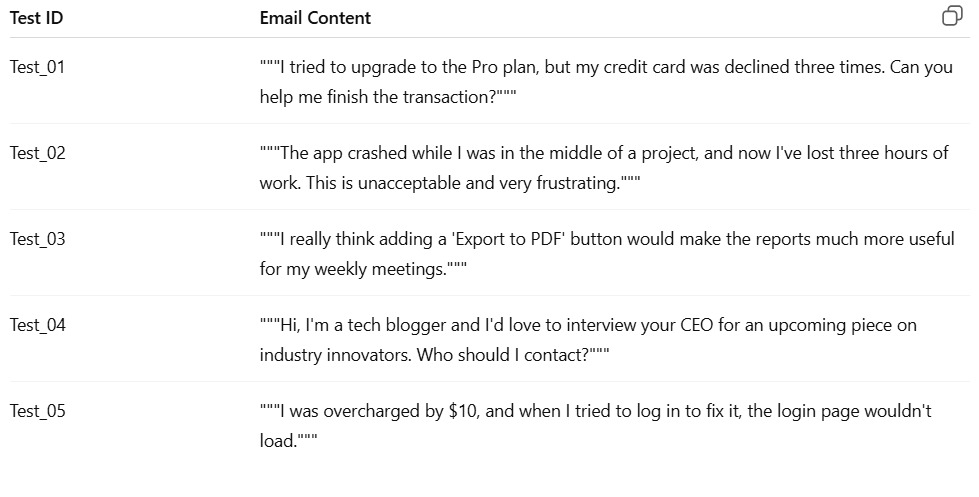 Test ID Email Content
Test_01 """I tried to upgrade to the Pro plan, but my credit card was declined three times. Can you
help me finish the transaction?"""
Test_02 """The app crashed while I was in the middle of a project, and now I've lost three hours of
work. This is unacceptable and very frustrating."""
Test_03 """I really think adding a 'Export to PDF' button would make the reports much more useful
for my weekly meetings."""
Test_04 """Hi, I'm a tech blogger and I'd love to interview your CEO for an upcoming piece on
industry innovators. Who should I contact?"""
Test_05 """I was overcharged by $10, and when I tried to log in to fix it, the login page wouldn't
load."""